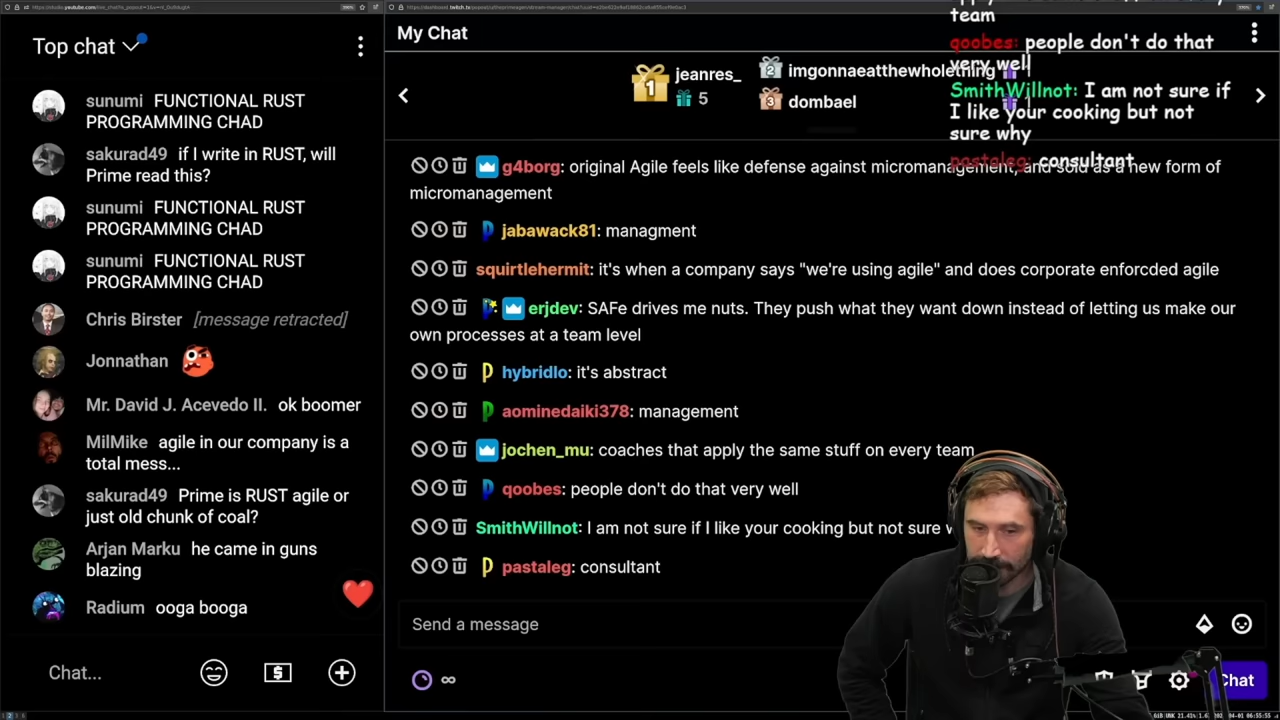 Top chat
sunumi FUNCTIONAL RUST
PROGRAMMING CHAD
sakurad49 if I write in RUST, will
Prime read this?
sunumi FUNCTIONAL RUST
PROGRAMMING CHAD
sunumi FUNCTIONAL RUST
PROGRAMMING CHAD
Chris Birster [message retracted]
Jonnathan
Mr. David J. Acevedo II. ok boomer
MilMike agile in our company is a
total mess...
sakurad49 Prime is RUST agile or
just old chunk of coal?
Arjan Marku he came in guns
blazing
Radium ooga booga
Chat...
My Chat
1 jeanres_
5
2 imgonnaeatthewholething
3 dombael
g4borg: original Agile feels like defense against micromanagement, and sold as a new form of
micromanagement
jabawack81: managment
squirtlehermit: it's when a company says "we're using agile" and does corporate enforcded agile
erjdev: SAFe drives me nuts. They push what they want down instead of letting us make our
own processes at a team level
hybridlo: it's abstract
aominedaiki378: management
jochen_mu: coaches that apply the same stuff on every team
qoobes: people don't do that very well
SmithWillnot: I am not sure if I like your cooking but not sure
pastaleg: consultant
Send a message
∞
Chat
team
qoobes: people don't do that
very well
SmithWillnot: I am not sure if
I like your cooking but not
sure why
pastaleg: consultant